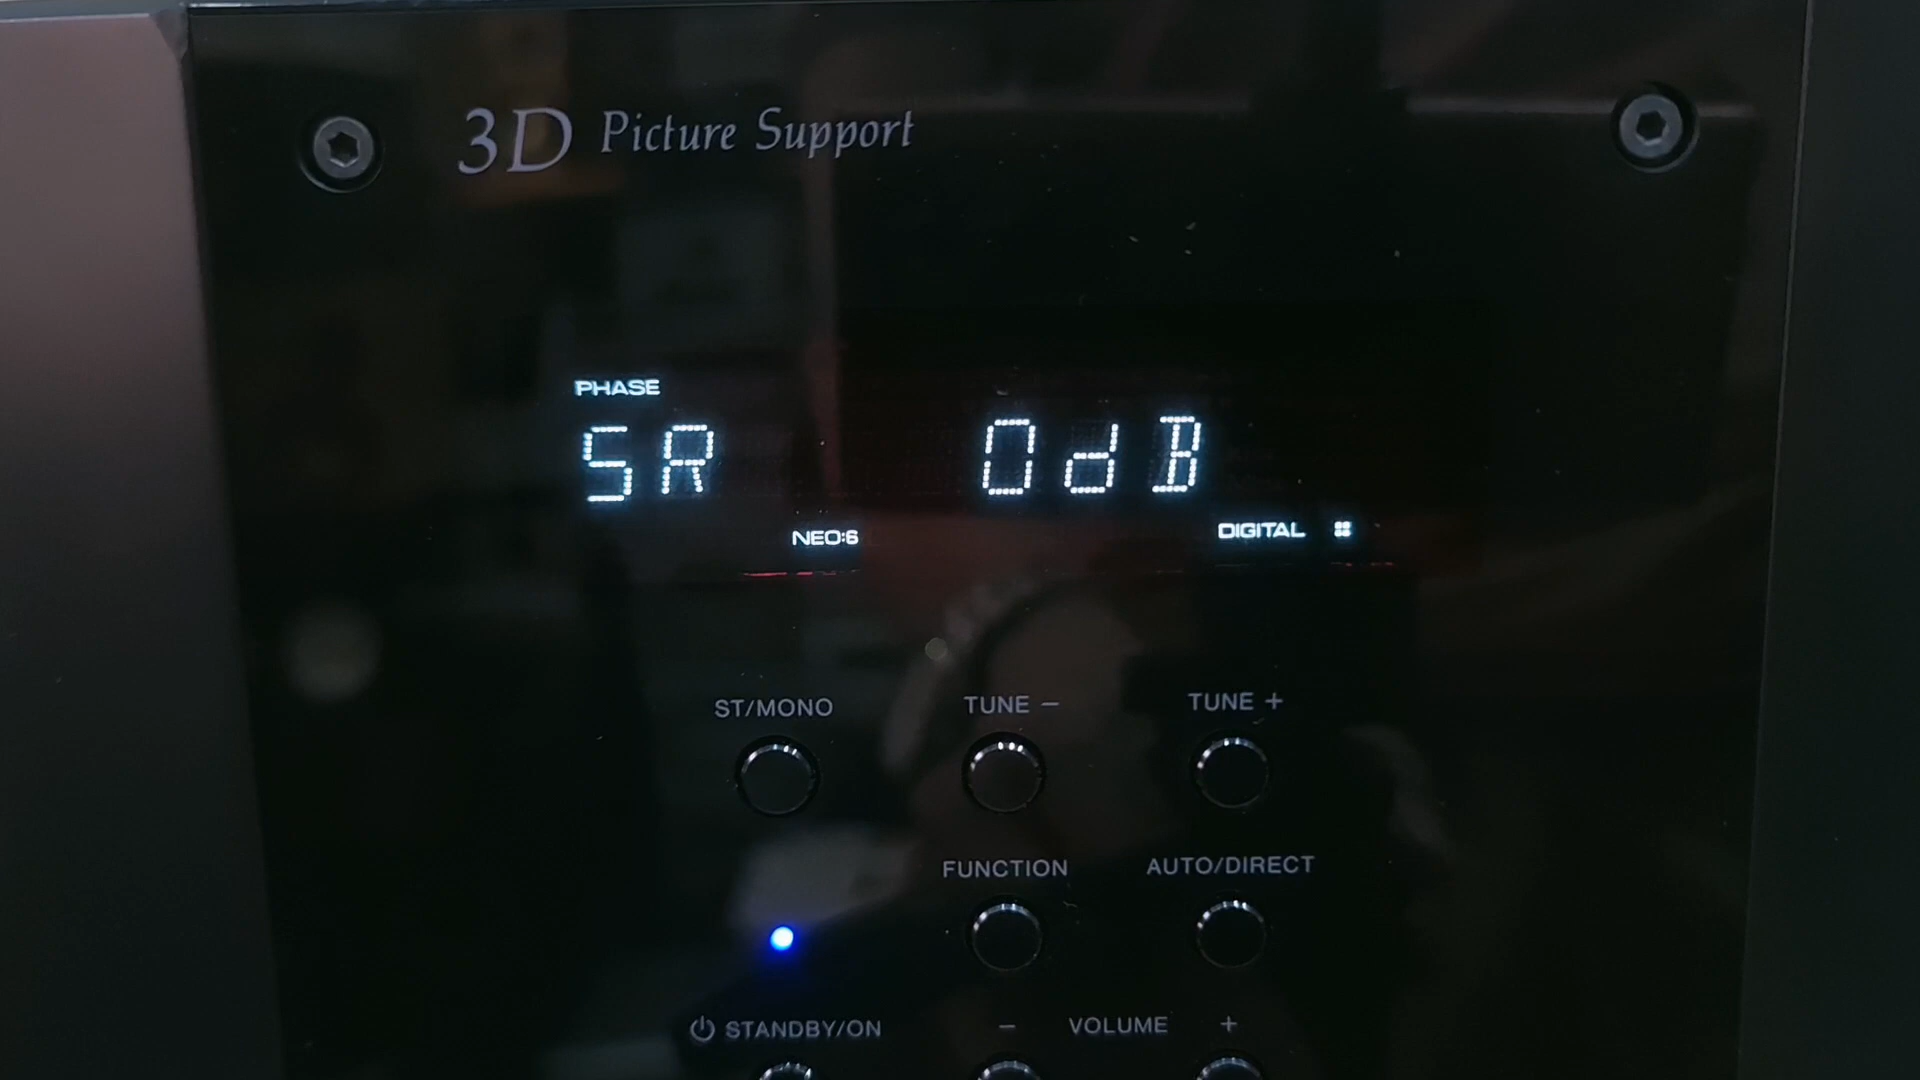 3D Picture Support
PHASE
SR 0dB
NEO:6 DIGITAL
ST/MONO TUNE − TUNE +
FUNCTION AUTO/DIRECT
STANDBY/ON − VOLUME +